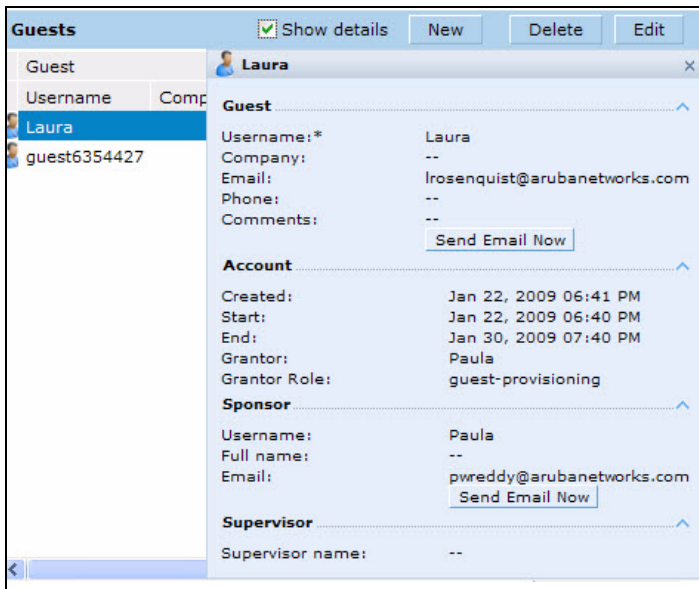 Guests Show details New Delete Edit
Guest
Username Comp
Laura
guest6354427
Laura
Guest
Username:* Laura
Company: --
Email: lrosenquist@arubanetworks.com
Phone: --
Comments: --
Send Email Now
Account
Created: Jan 22, 2009 06:41 PM
Start: Jan 22, 2009 06:40 PM
End: Jan 30, 2009 07:40 PM
Grantor: Paula
Grantor Role: guest-provisioning
Sponsor
Username: Paula
Full name: --
Email: pwreddy@arubanetworks.com
Send Email Now
Supervisor
Supervisor name: --